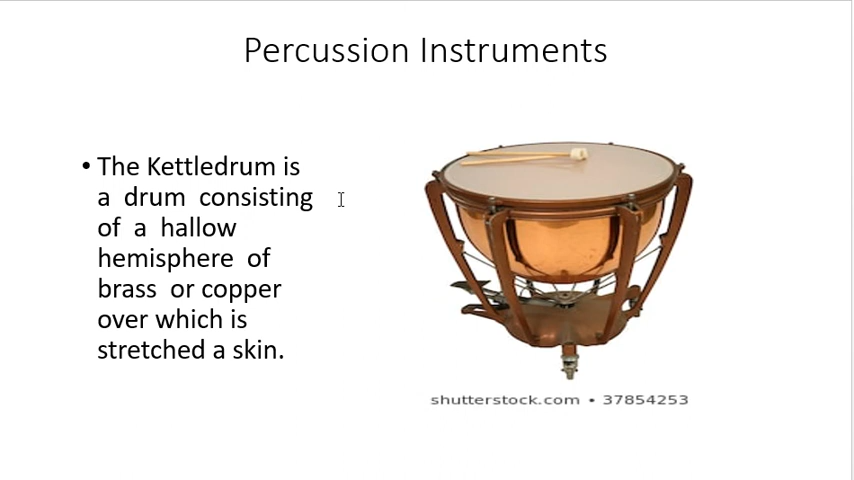 Percussion Instruments
• The Kettledrum is
a drum consisting
of a hallow
hemisphere of
brass or copper
over which is
stretched a skin.
shutterstock.com • 37854253